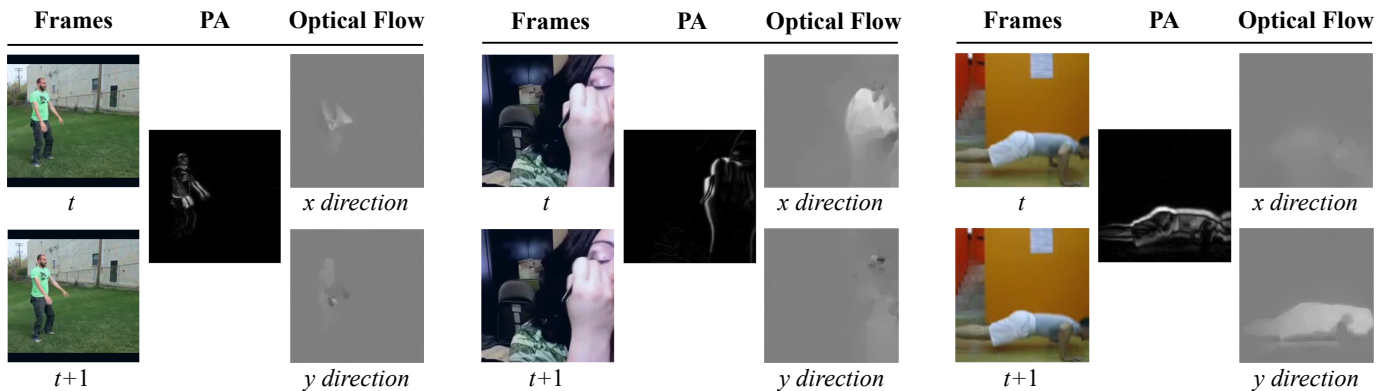 Frames PA Optical Flow Frames PA Optical Flow Frames PA Optical Flow
t x direction t x direction t x direction
t+1 y direction t+1 y direction t+1 y direction